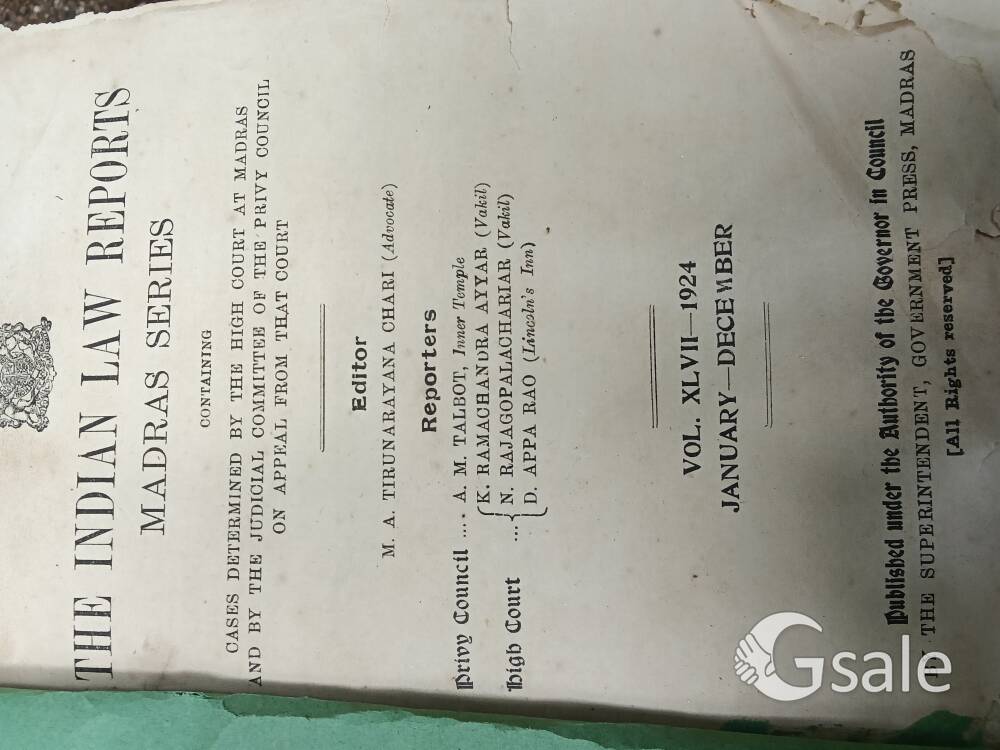 THE INDIAN LAW REPORTS
MADRAS SERIES
CONTAINING
CASES DETERMINED BY THE HIGH COURT AT MADRAS
AND BY THE JUDICIAL COMMITTEE OF THE PRIVY COUNCIL
ON APPEAL FROM THAT COURT
Editor
M. A. TIRUNARAYANA CHARI (Advocate)
Reporters
Privy Council .... A. M. TALBOT, Inner Temple
K. RAMACHANDRA AYYAR (Vakil)
High Court ... N. RAJAGOPALACHARIAR (Vakil)
D. APPA RAO (Lincoln's Inn)
VOL. XLVII—1924
JANUARY—DECEMBER
Published under the Authority of the Governor in Council
BY THE SUPERINTENDENT, GOVERNMENT PRESS, MADRAS
[All Rights reserved]
Gsale